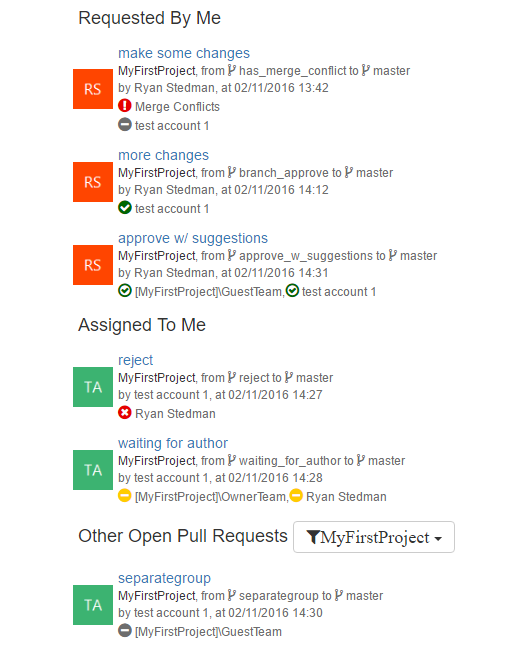 Requested By Me
make some changes
RS
MyFirstProject, from has_merge_conflict to master
by Ryan Stedman, at 02/11/2016 13:42
Merge Conflicts
test account 1
more changes
RS
MyFirstProject, from branch_approve to master
by Ryan Stedman, at 02/11/2016 14:12
test account 1
approve w/ suggestions
RS
MyFirstProject, from approve_w_suggestions to master
by Ryan Stedman, at 02/11/2016 14:31
[MyFirstProject]\GuestTeam, test account 1
Assigned To Me
reject
TA
MyFirstProject, from reject to master
by test account 1, at 02/11/2016 14:27
Ryan Stedman
waiting for author
TA
MyFirstProject, from waiting_for_author to master
by test account 1, at 02/11/2016 14:28
[MyFirstProject]\OwnerTeam, Ryan Stedman
Other Open Pull Requests MyFirstProject
separategroup
TA
MyFirstProject, from separategroup to master
by test account 1, at 02/11/2016 14:30
[MyFirstProject]\GuestTeam